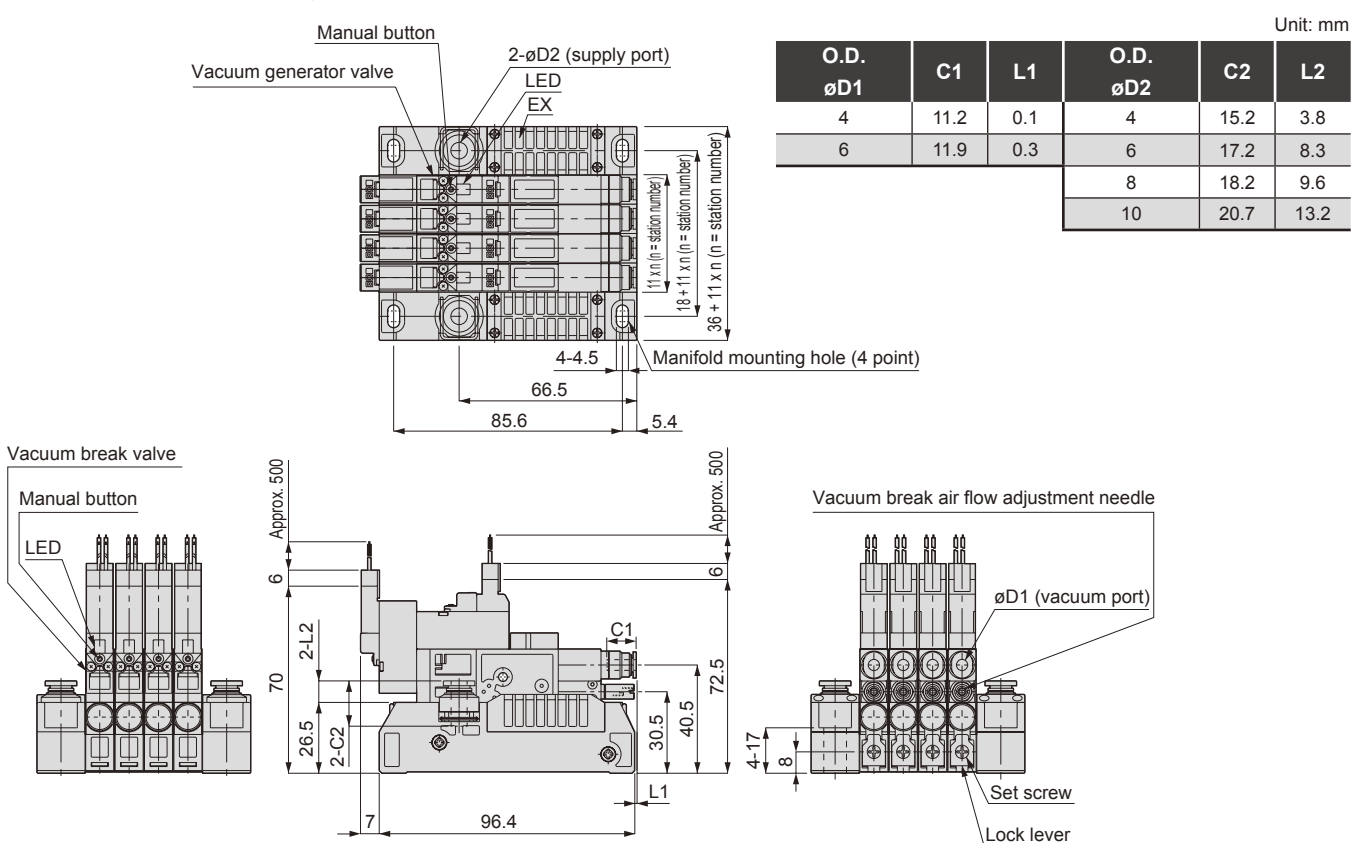 Unit: mm
O.D. øD1 C1 L1 O.D. øD2 C2 L2
4 11.2 0.1 4 15.2 3.8
6 11.9 0.3 6 17.2 8.3
8 18.2 9.6
10 20.7 13.2
Manual button
2-øD2 (supply port)
Vacuum generator valve
LED
EX
11 x n (n = station number)
18 + 11 x n (n = station number)
36 + 11 x n (n = station number)
4-4.5
Manifold mounting hole (4 point)
66.5
85.6
5.4
Vacuum break valve
Manual button
LED
Approx. 500
6
70
26.5
2-L2
2-C2
7
96.4
C1
L1
30.5
40.5
72.5
6
Approx. 500
Vacuum break air flow adjustment needle
øD1 (vacuum port)
4-17
8
Set screw
Lock lever